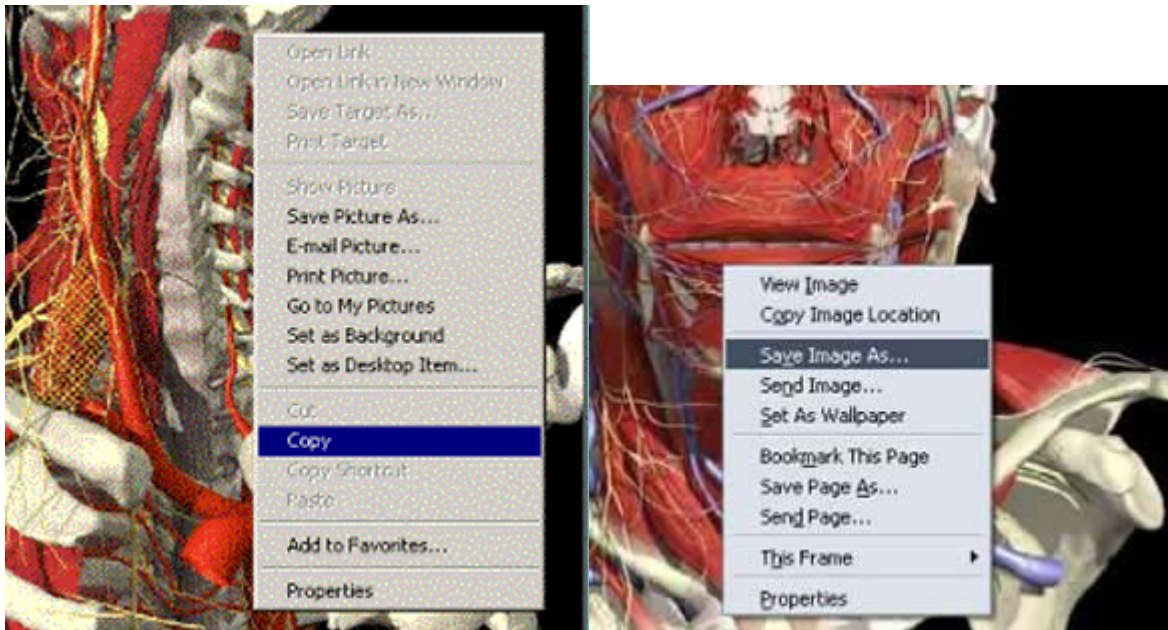 Open Link
Open Link in New Window
Save Target As...
Print Target
Show Picture
Save Picture As...
E-mail Picture...
Print Picture...
Go to My Pictures
Set as Background
Set as Desktop Item...
Cut
Copy
Copy Shortcut
Paste
Add to Favorites...
Properties
View Image
Copy Image Location
Save Image As...
Send Image...
Set As Wallpaper
Bookmark This Page
Save Page As...
Send Page...
This Frame
Properties